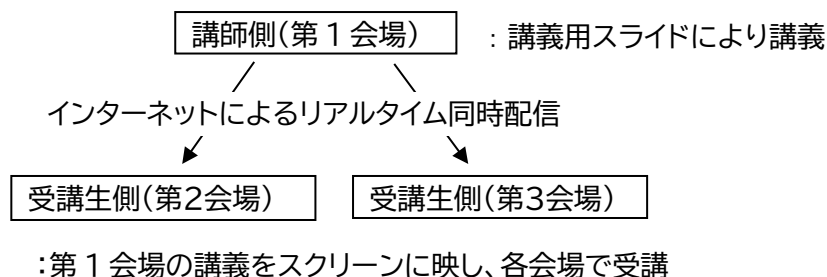 講師側(第1会場) : 講義用スライドにより講義
インターネットによるリアルタイム同時配信
受講生側(第2会場) 受講生側(第3会場)
:第1会場の講義をスクリーンに映し、各会場で受講